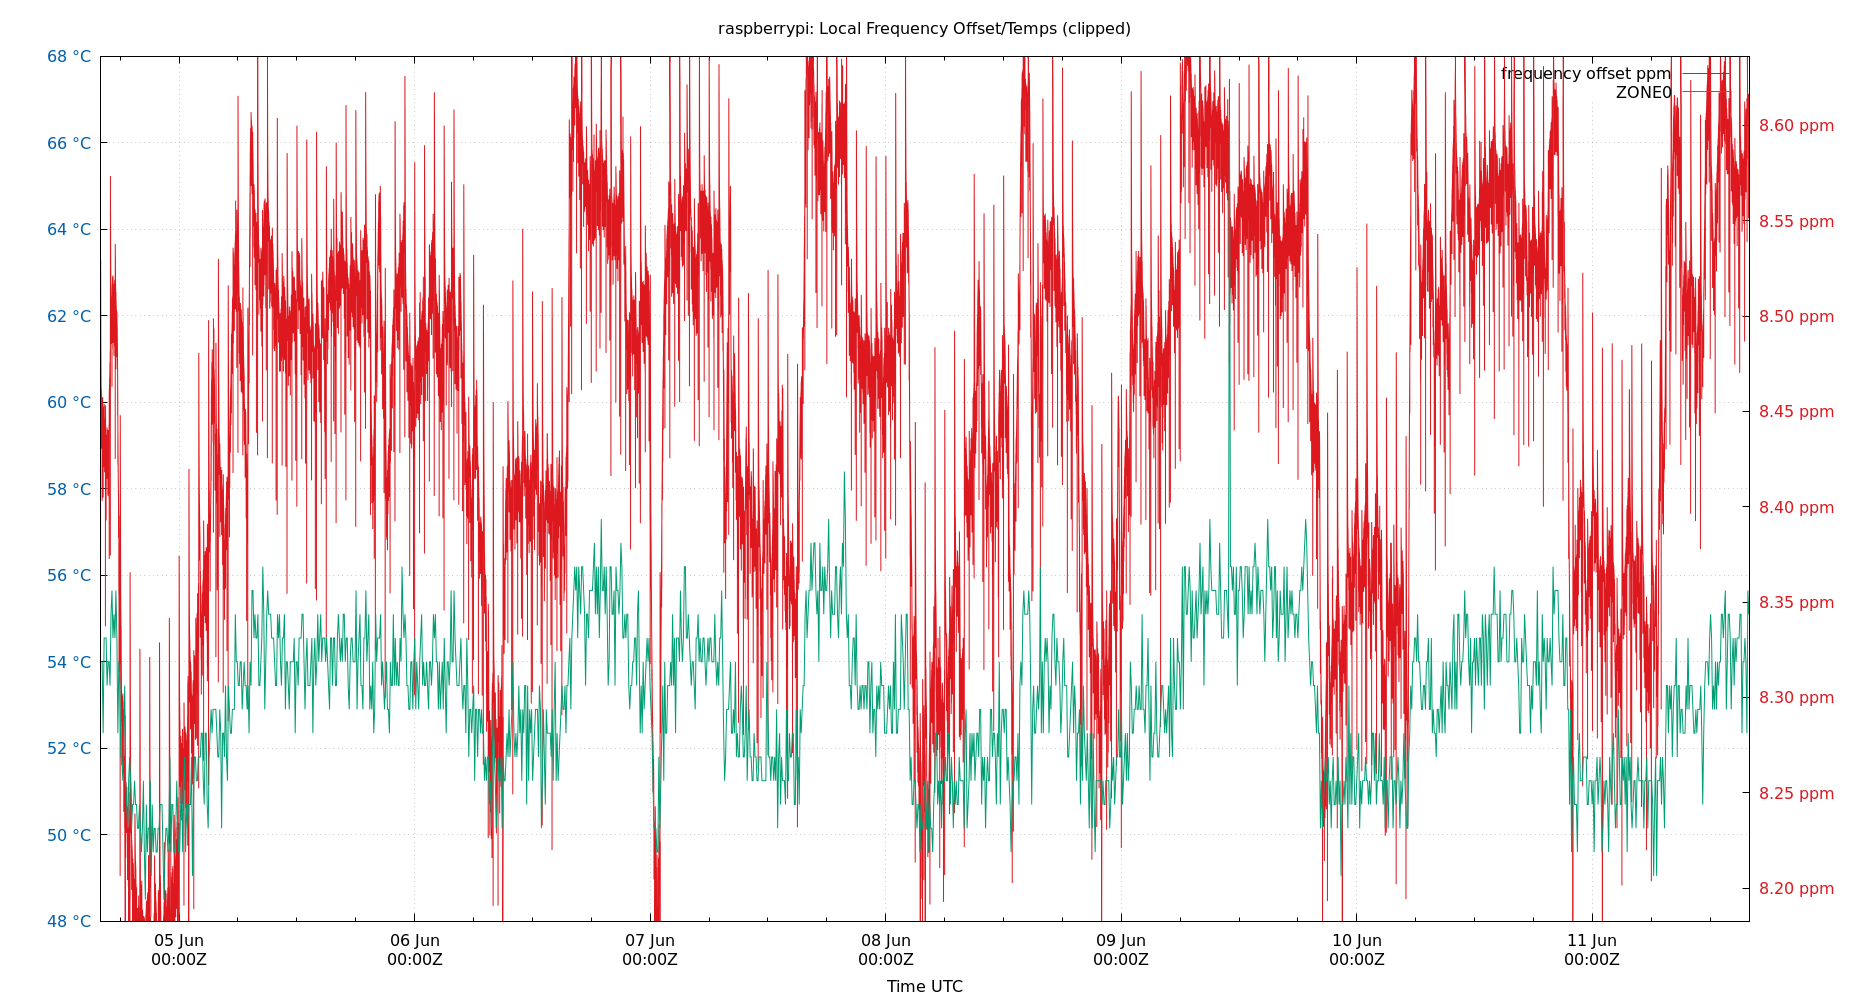 raspberrypi: Local Frequency Offset/Temps (clipped)
68 °C
66 °C
64 °C
62 °C
60 °C
58 °C
56 °C
54 °C
52 °C
50 °C
48 °C
frequency offset ppm
ZONE0
8.60 ppm
8.55 ppm
8.50 ppm
8.45 ppm
8.40 ppm
8.35 ppm
8.30 ppm
8.25 ppm
8.20 ppm
05 Jun 06 Jun 07 Jun 08 Jun 09 Jun 10 Jun 11 Jun
00:00Z 00:00Z 00:00Z 00:00Z 00:00Z 00:00Z 00:00Z
Time UTC